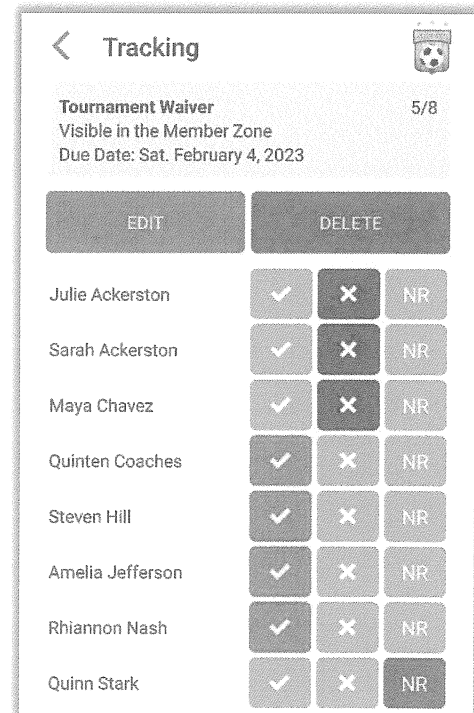 Tracking
Tournament Waiver 5/8
Visible in the Member Zone
Due Date: Sat. February 4, 2023
EDIT DELETE
Julie Ackerston NR
Sarah Ackerston NR
Maya Chavez NR
Quinten Coaches NR
Steven Hill NR
Amelia Jefferson NR
Rhiannon Nash NR
Quinn Stark NR